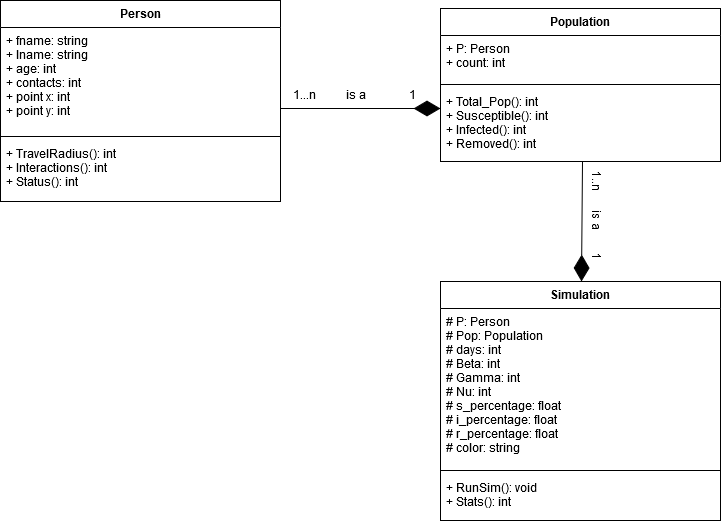 Person
+ fname: string
+ lname: string
+ age: int
+ contacts: int
+ point x: int
+ point y: int
+ TravelRadius(): int
+ Interactions(): int
+ Status(): int
1...n is a 1
Population
+ P: Person
+ count: int
+ Total_Pop(): int
+ Susceptible(): int
+ Infected(): int
+ Removed(): int
1..n is a 1
Simulation
# P: Person
# Pop: Population
# days: int
# Beta: int
# Gamma: int
# Nu: int
# s_percentage: float
# i_percentage: float
# r_percentage: float
# color: string
+ RunSim(): void
+ Stats(): int